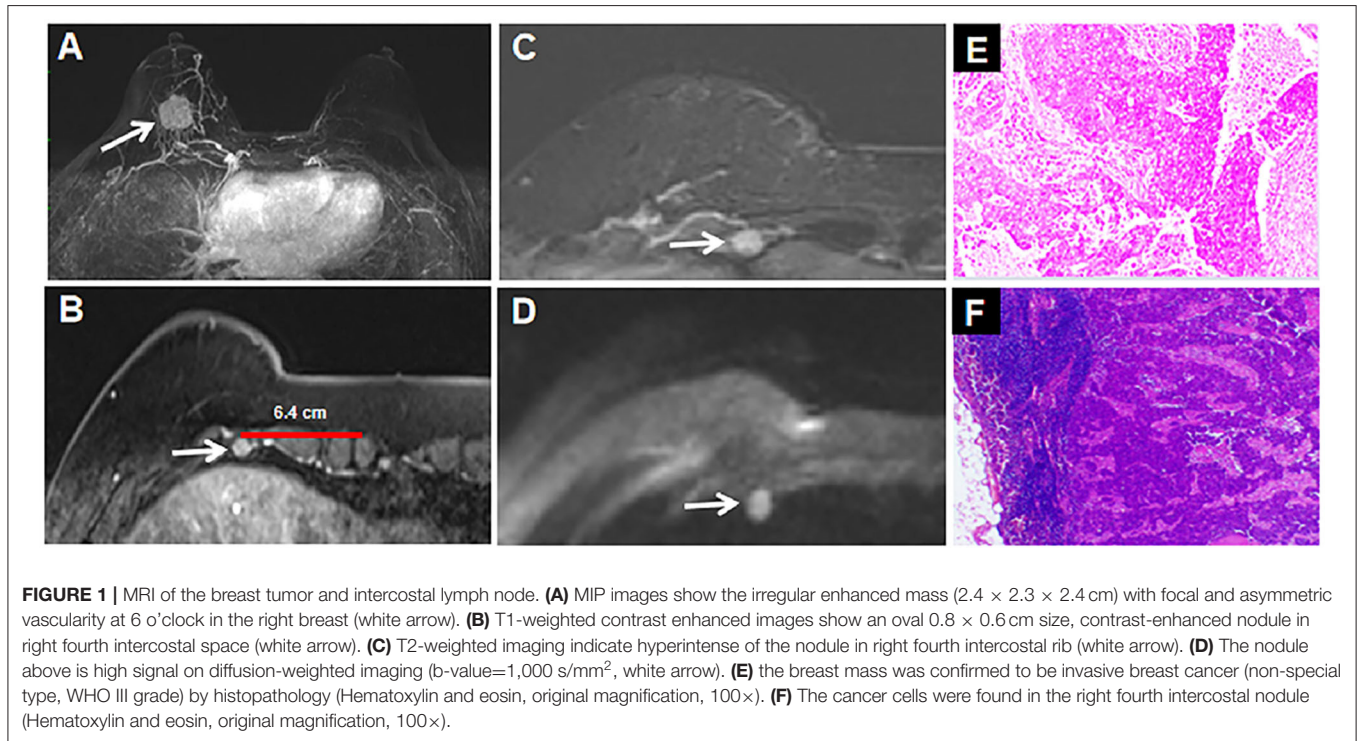 A
C
E
B
6.4 cm
D
F
FIGURE 1 | MRI of the breast tumor and intercostal lymph node. (A) MIP images show the irregular enhanced mass (2.4 × 2.3 × 2.4 cm) with focal and asymmetric
vascularity at 6 o'clock in the right breast (white arrow). (B) T1-weighted contrast enhanced images show an oval 0.8 × 0.6 cm size, contrast-enhanced nodule in
right fourth intercostal space (white arrow). (C) T2-weighted imaging indicate hyperintense of the nodule in right fourth intercostal rib (white arrow). (D) The nodule
above is high signal on diffusion-weighted imaging (b-value=1,000 s/mm², white arrow). (E) the breast mass was confirmed to be invasive breast cancer (non-special
type, WHO III grade) by histopathology (Hematoxylin and eosin, original magnification, 100×). (F) The cancer cells were found in the right fourth intercostal nodule
(Hematoxylin and eosin, original magnification, 100×).